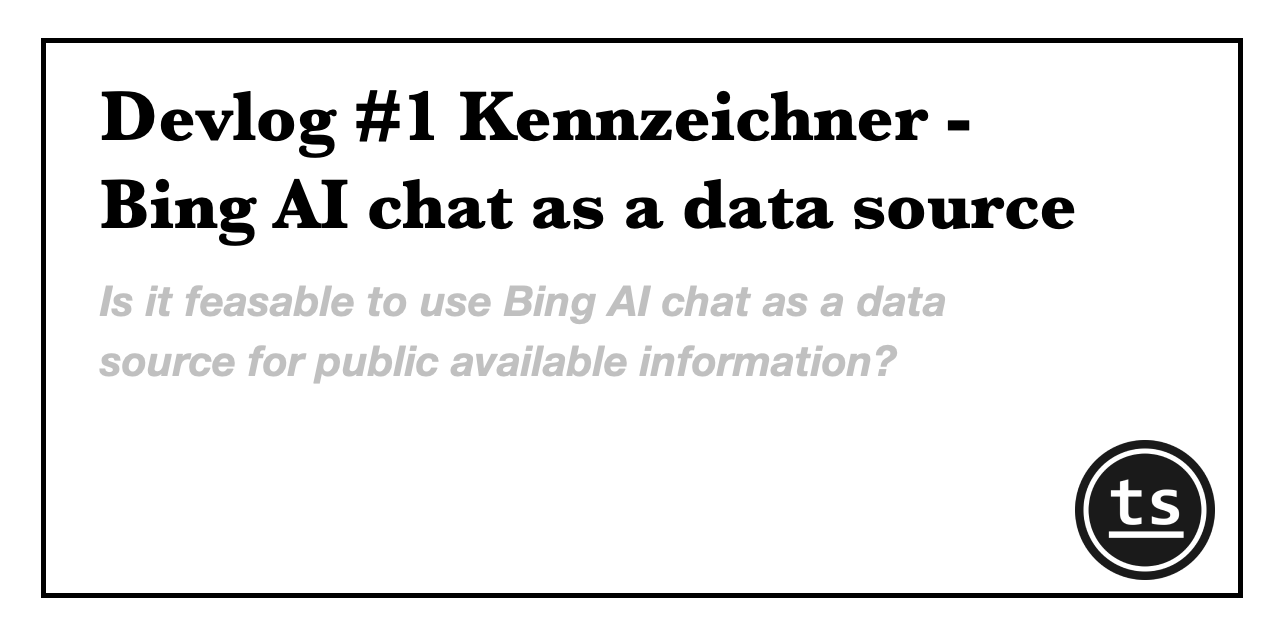 Devlog #1 Kennzeichner -
Bing AI chat as a data source
Is it feasable to use Bing AI chat as a data
source for public available information?
ts